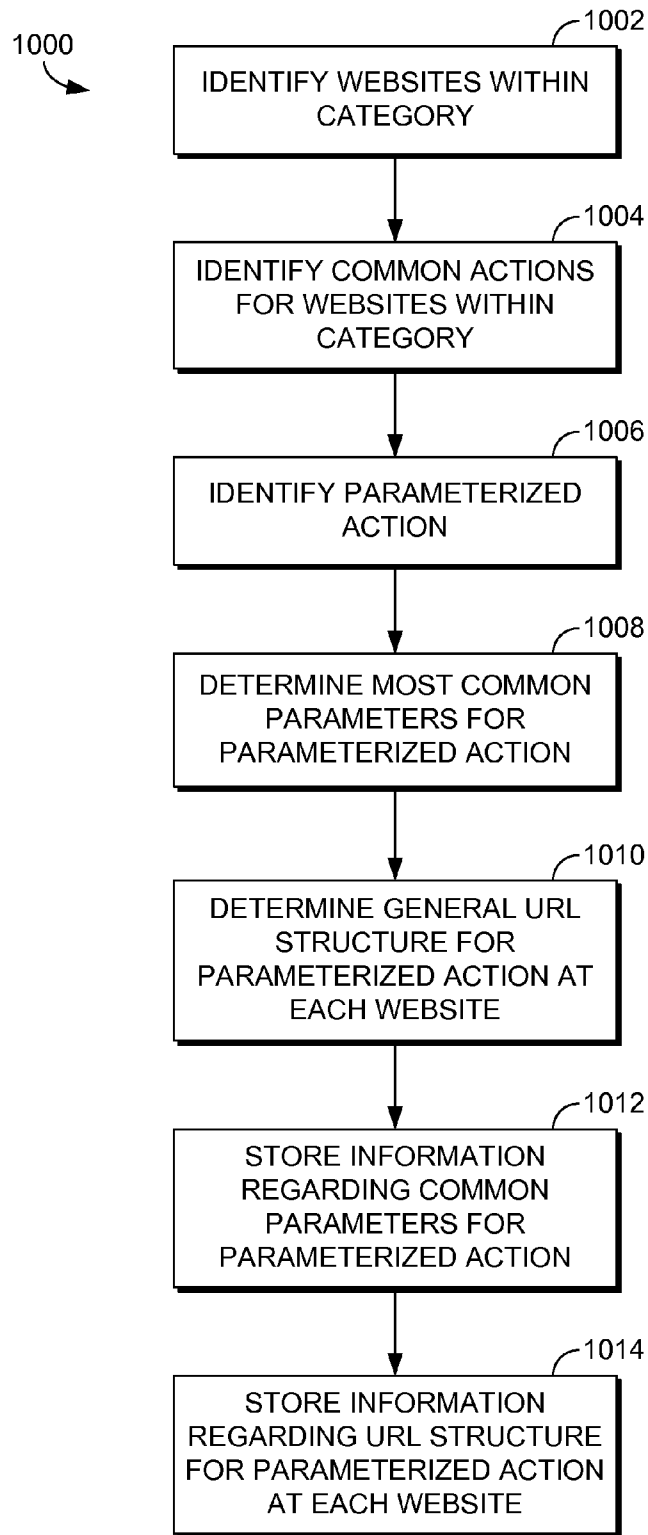 1000
1002
IDENTIFY WEBSITES WITHIN
CATEGORY
1004
IDENTIFY COMMON ACTIONS
FOR WEBSITES WITHIN
CATEGORY
1006
IDENTIFY PARAMETERIZED
ACTION
1008
DETERMINE MOST COMMON
PARAMETERS FOR
PARAMETERIZED ACTION
1010
DETERMINE GENERAL URL
STRUCTURE FOR
PARAMETERIZED ACTION AT
EACH WEBSITE
1012
STORE INFORMATION
REGARDING COMMON
PARAMETERS FOR
PARAMETERIZED ACTION
1014
STORE INFORMATION
REGARDING URL STRUCTURE
FOR PARAMETERIZED ACTION
AT EACH WEBSITE